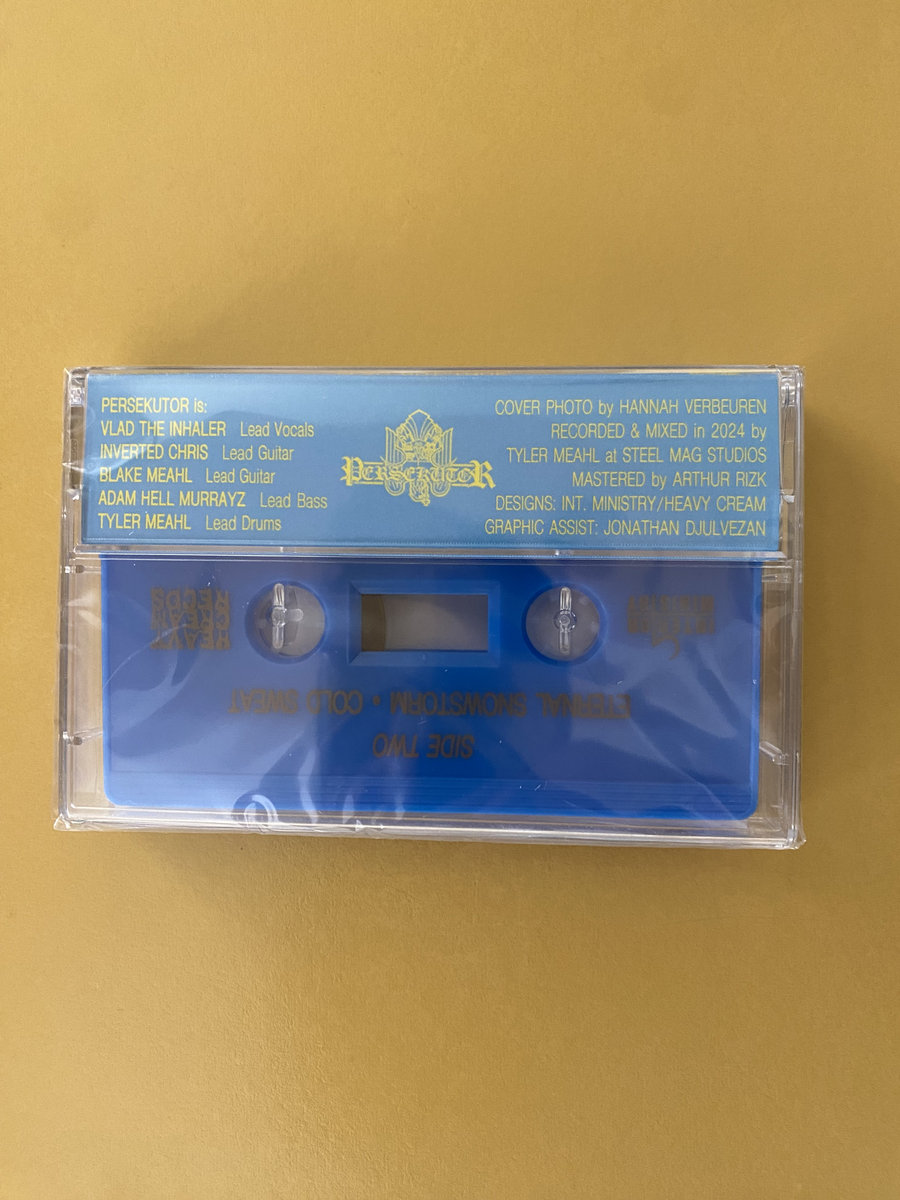 PERSEKUTOR is:
VLAD THE INHALER Lead Vocals
INVERTED CHRIS Lead Guitar
BLAKE MEAHL Lead Guitar
ADAM HELL MURRAYZ Lead Bass
TYLER MEAHL Lead Drums
PERSEKUTOR
COVER PHOTO by HANNAH VERBEUREN
RECORDED & MIXED in 2024 by
TYLER MEAHL at STEEL MAG STUDIOS
MASTERED by ARTHUR RIZK
DESIGNS: INT. MINISTRY/HEAVY CREAM
GRAPHIC ASSIST: JONATHAN DJULVEZAN
SIDE TWO
ETERNAL SNOWSTORM • COLD SWEAT
HEAVY
CREAM
RECDS